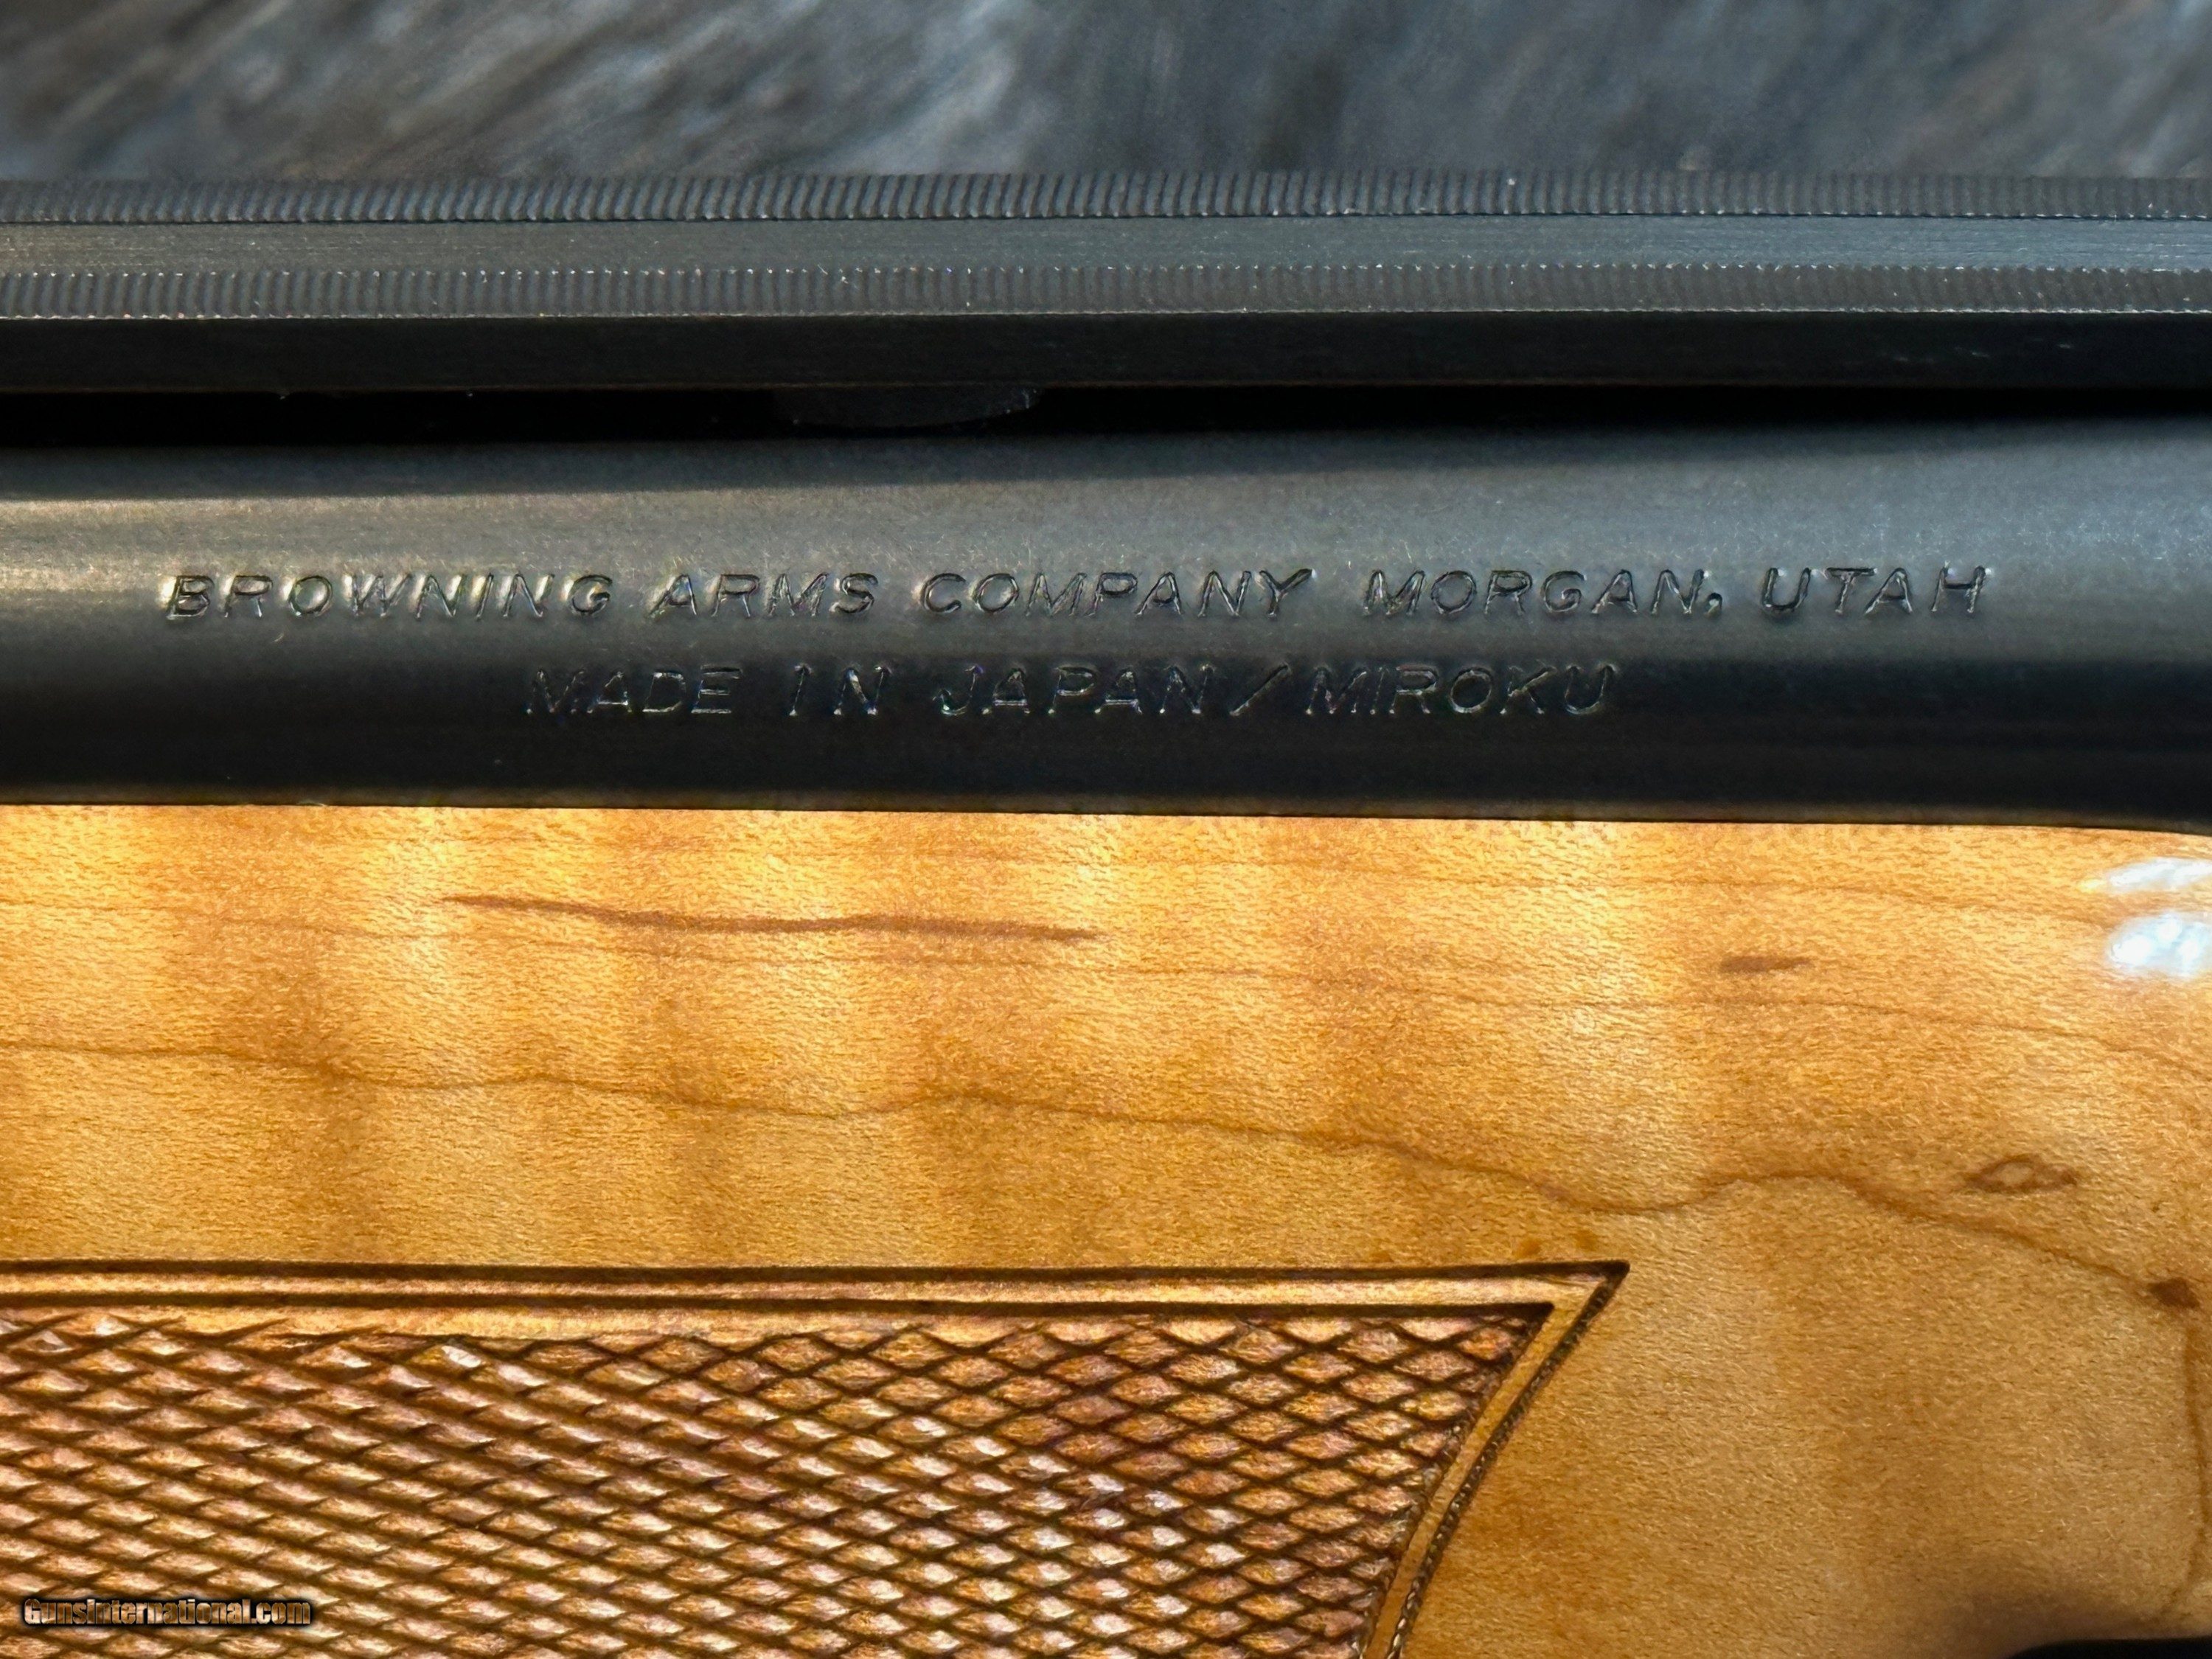 BROWNING ARMS COMPANY MORGAN, UTAH
MADE IN JAPAN/MIROKU
GunsInternational.com